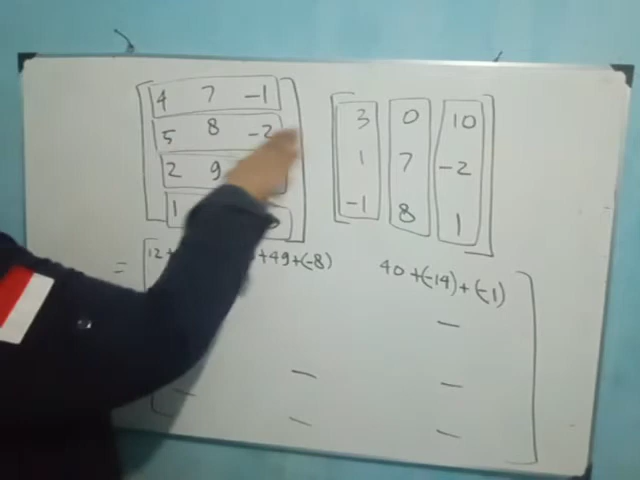 4 7 -1 3 0 10
5 8 -2 1 7 -2
2 9 -1 8 1
1
= 12+ +49+(-8) 40+(-14)+(-1)